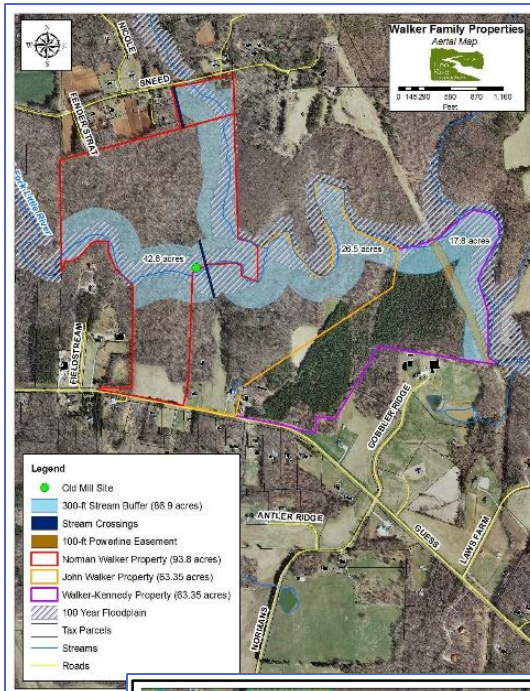 Walker Family Properties
Aerial Map
0 145 290 580 870 1,160
Feet
NICOLE
SNEED
FENDER STRAT
Fork Little River
42.6 acres
26.5 acres
17.8 acres
FIELDSTREAM
GOBBLER RIDGE
ANTLER RIDGE
GUESS
LAWS FARM
NORMANS
Legend
Old Mill Site
300-ft Stream Buffer (86.9 acres)
Stream Crossings
100-ft Powerline Easement
Norman Walker Property (93.8 acres)
John Walker Property (63.35 acres)
Walker-Kennedy Property (63.35 acres)
100 Year Floodplain
Tax Parcels
Streams
Roads